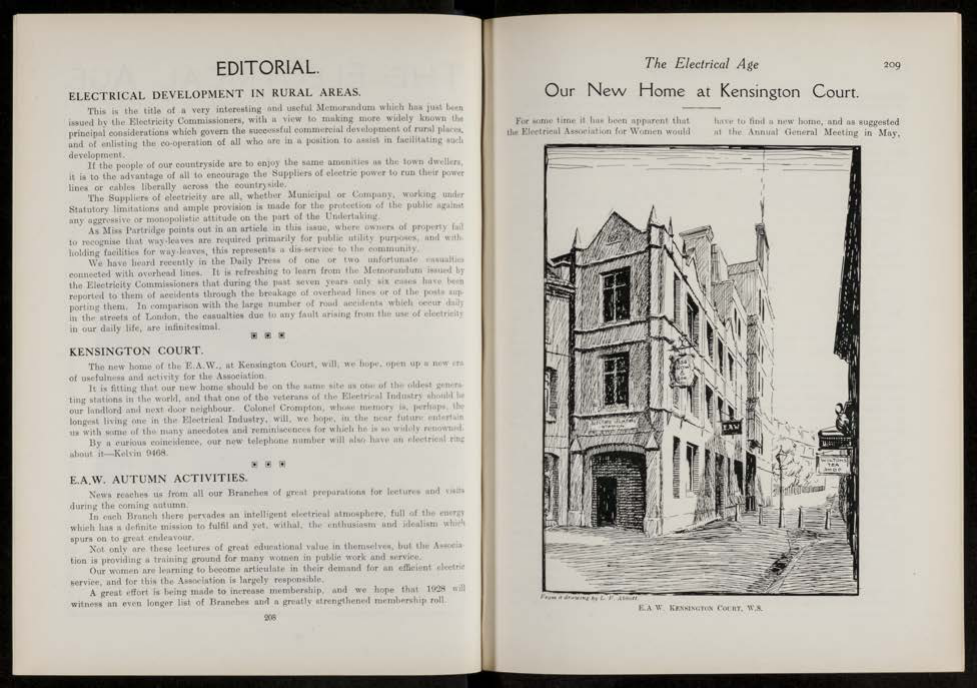 EDITORIAL.
ELECTRICAL DEVELOPMENT IN RURAL AREAS.
This is the title of a very interesting and useful Memorandum which has just been
issued by the Electricity Commissioners, with a view to making more widely known the
principal considerations which govern the successful commercial development of rural places,
and of enlisting the co-operation of all who are in a position to assist in facilitating such
development.
If the people of our countryside are to enjoy the same amenities as the town dwellers,
it is to the advantage of all to encourage the Suppliers of electric power to run their power
lines or cables liberally across the countryside.
The Suppliers of electricity are all, whether Municipal or Company, working under
Statutory limitations and ample provision is made for the protection of the public against
any aggressive or monopolistic attitude on the part of the Undertaking.
As Miss Partridge points out in an article in this issue, where owners of property fail
to recognise that way-leaves are required primarily for public utility purposes, and with-
holding facilities for way-leaves, this represents a dis-service to the community.
We have heard recently in the Daily Press of one or two unfortunate casualties
connected with overhead lines. It is refreshing to learn from the Memorandum issued by
the Electricity Commissioners that during the past seven years only six cases have been
reported to them of accidents through the breakage of overhead lines or of the posts sup-
porting them. In comparison with the large number of road accidents which occur daily
in the streets of London, the casualties due to any fault arising from the use of electricity
in our daily life, are infinitesimal.
KENSINGTON COURT.
The new home of the E.A.W., at Kensington Court, will, we hope, open up a new era
of usefulness and activity for the Association.
It is fitting that our new home should be on the same site as one of the oldest genera-
ting stations in the world, and that one of the veterans of the Electrical Industry should be
our landlord and next door neighbour. Colonel Crompton, whose memory is, perhaps, the
longest living one in the Electrical Industry, will, we hope, in the near future entertain
us with some of the many anecdotes and reminiscences for which he is so widely renowned.
By a curious coincidence, our new telephone number will also have an electrical ring
about it—Kelvin 9468.
E.A.W. AUTUMN ACTIVITIES.
News reaches us from all our Branches of great preparations for lectures and visits
during the coming autumn.
In each Branch there pervades an intelligent electrical atmosphere, full of the energy
which has a definite mission to fulfil and yet, withal, the enthusiasm and idealism which
spurs on to great endeavour.
Not only are these lectures of great educational value in themselves, but the Associa-
tion is providing a training ground for many women in public work and service.
Our women are learning to become articulate in their demand for an efficient electric
service, and for this the Association is largely responsible.
A great effort is being made to increase membership, and we hope that 1928 will
witness an even longer list of Branches and a greatly strengthened membership roll.
208
The Electrical Age
209
Our New Home at Kensington Court.
For some time it has been apparent that
the Electrical Association for Women would
have to find a new home, and as suggested
at the Annual General Meeting in May,
EAW
TEA
SHOP
From a drawing by L. F.
E.A.W. KENSINGTON COURT, W.8.